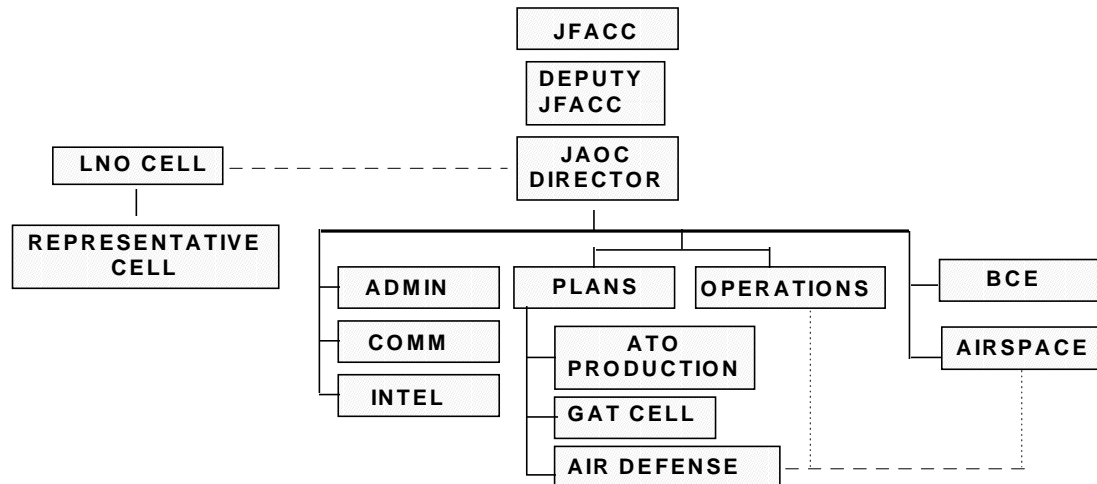 JFACC
DEPUTY
JFACC
JAOC
DIRECTOR
LNO CELL
REPRESENTATIVE
CELL
ADMIN
COMM
INTEL
PLANS
OPERATIONS
ATO
PRODUCTION
GAT CELL
AIR DEFENSE
BCE
AIRSPACE